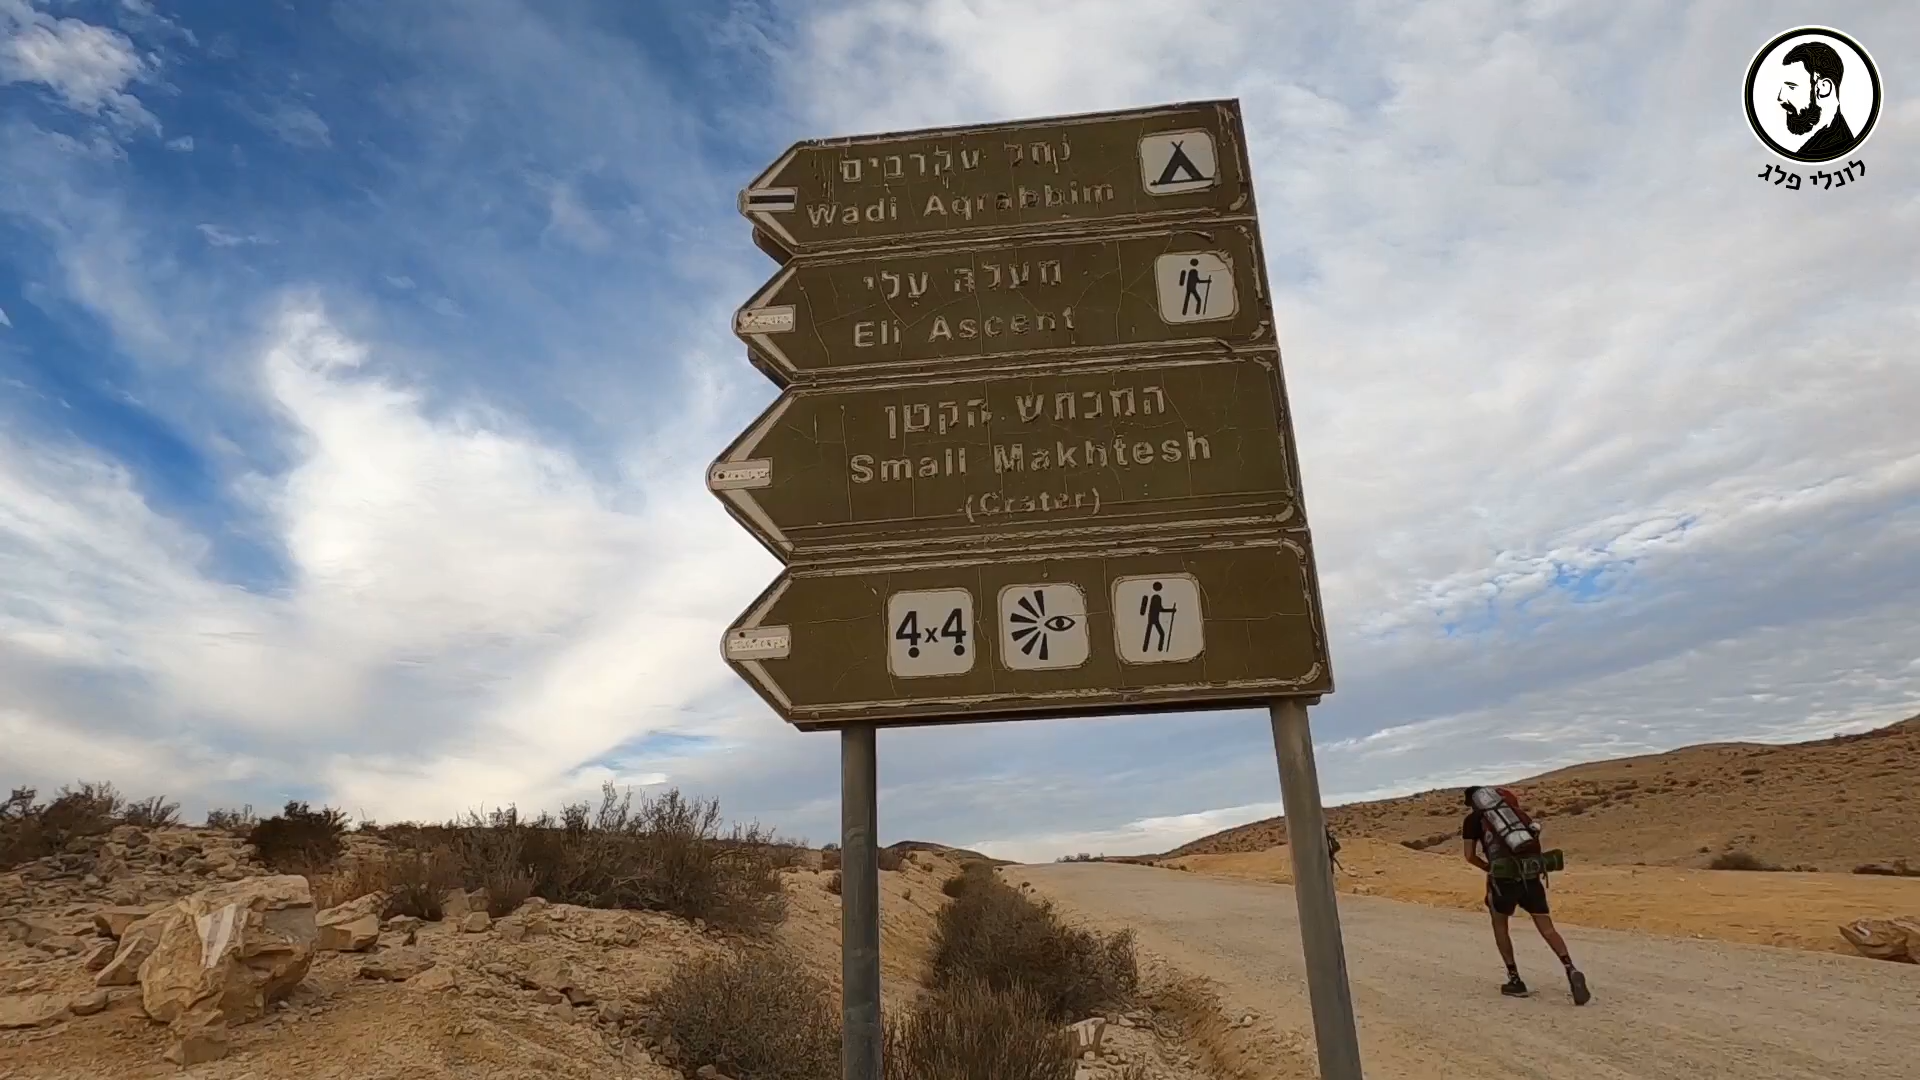 נחל עקרבים
Wadi Aqrabbim
מעלה עלי
Eli Ascent
המכתש הקטן
Small Makhtesh
(Crater)
4x4
לונלי פלג